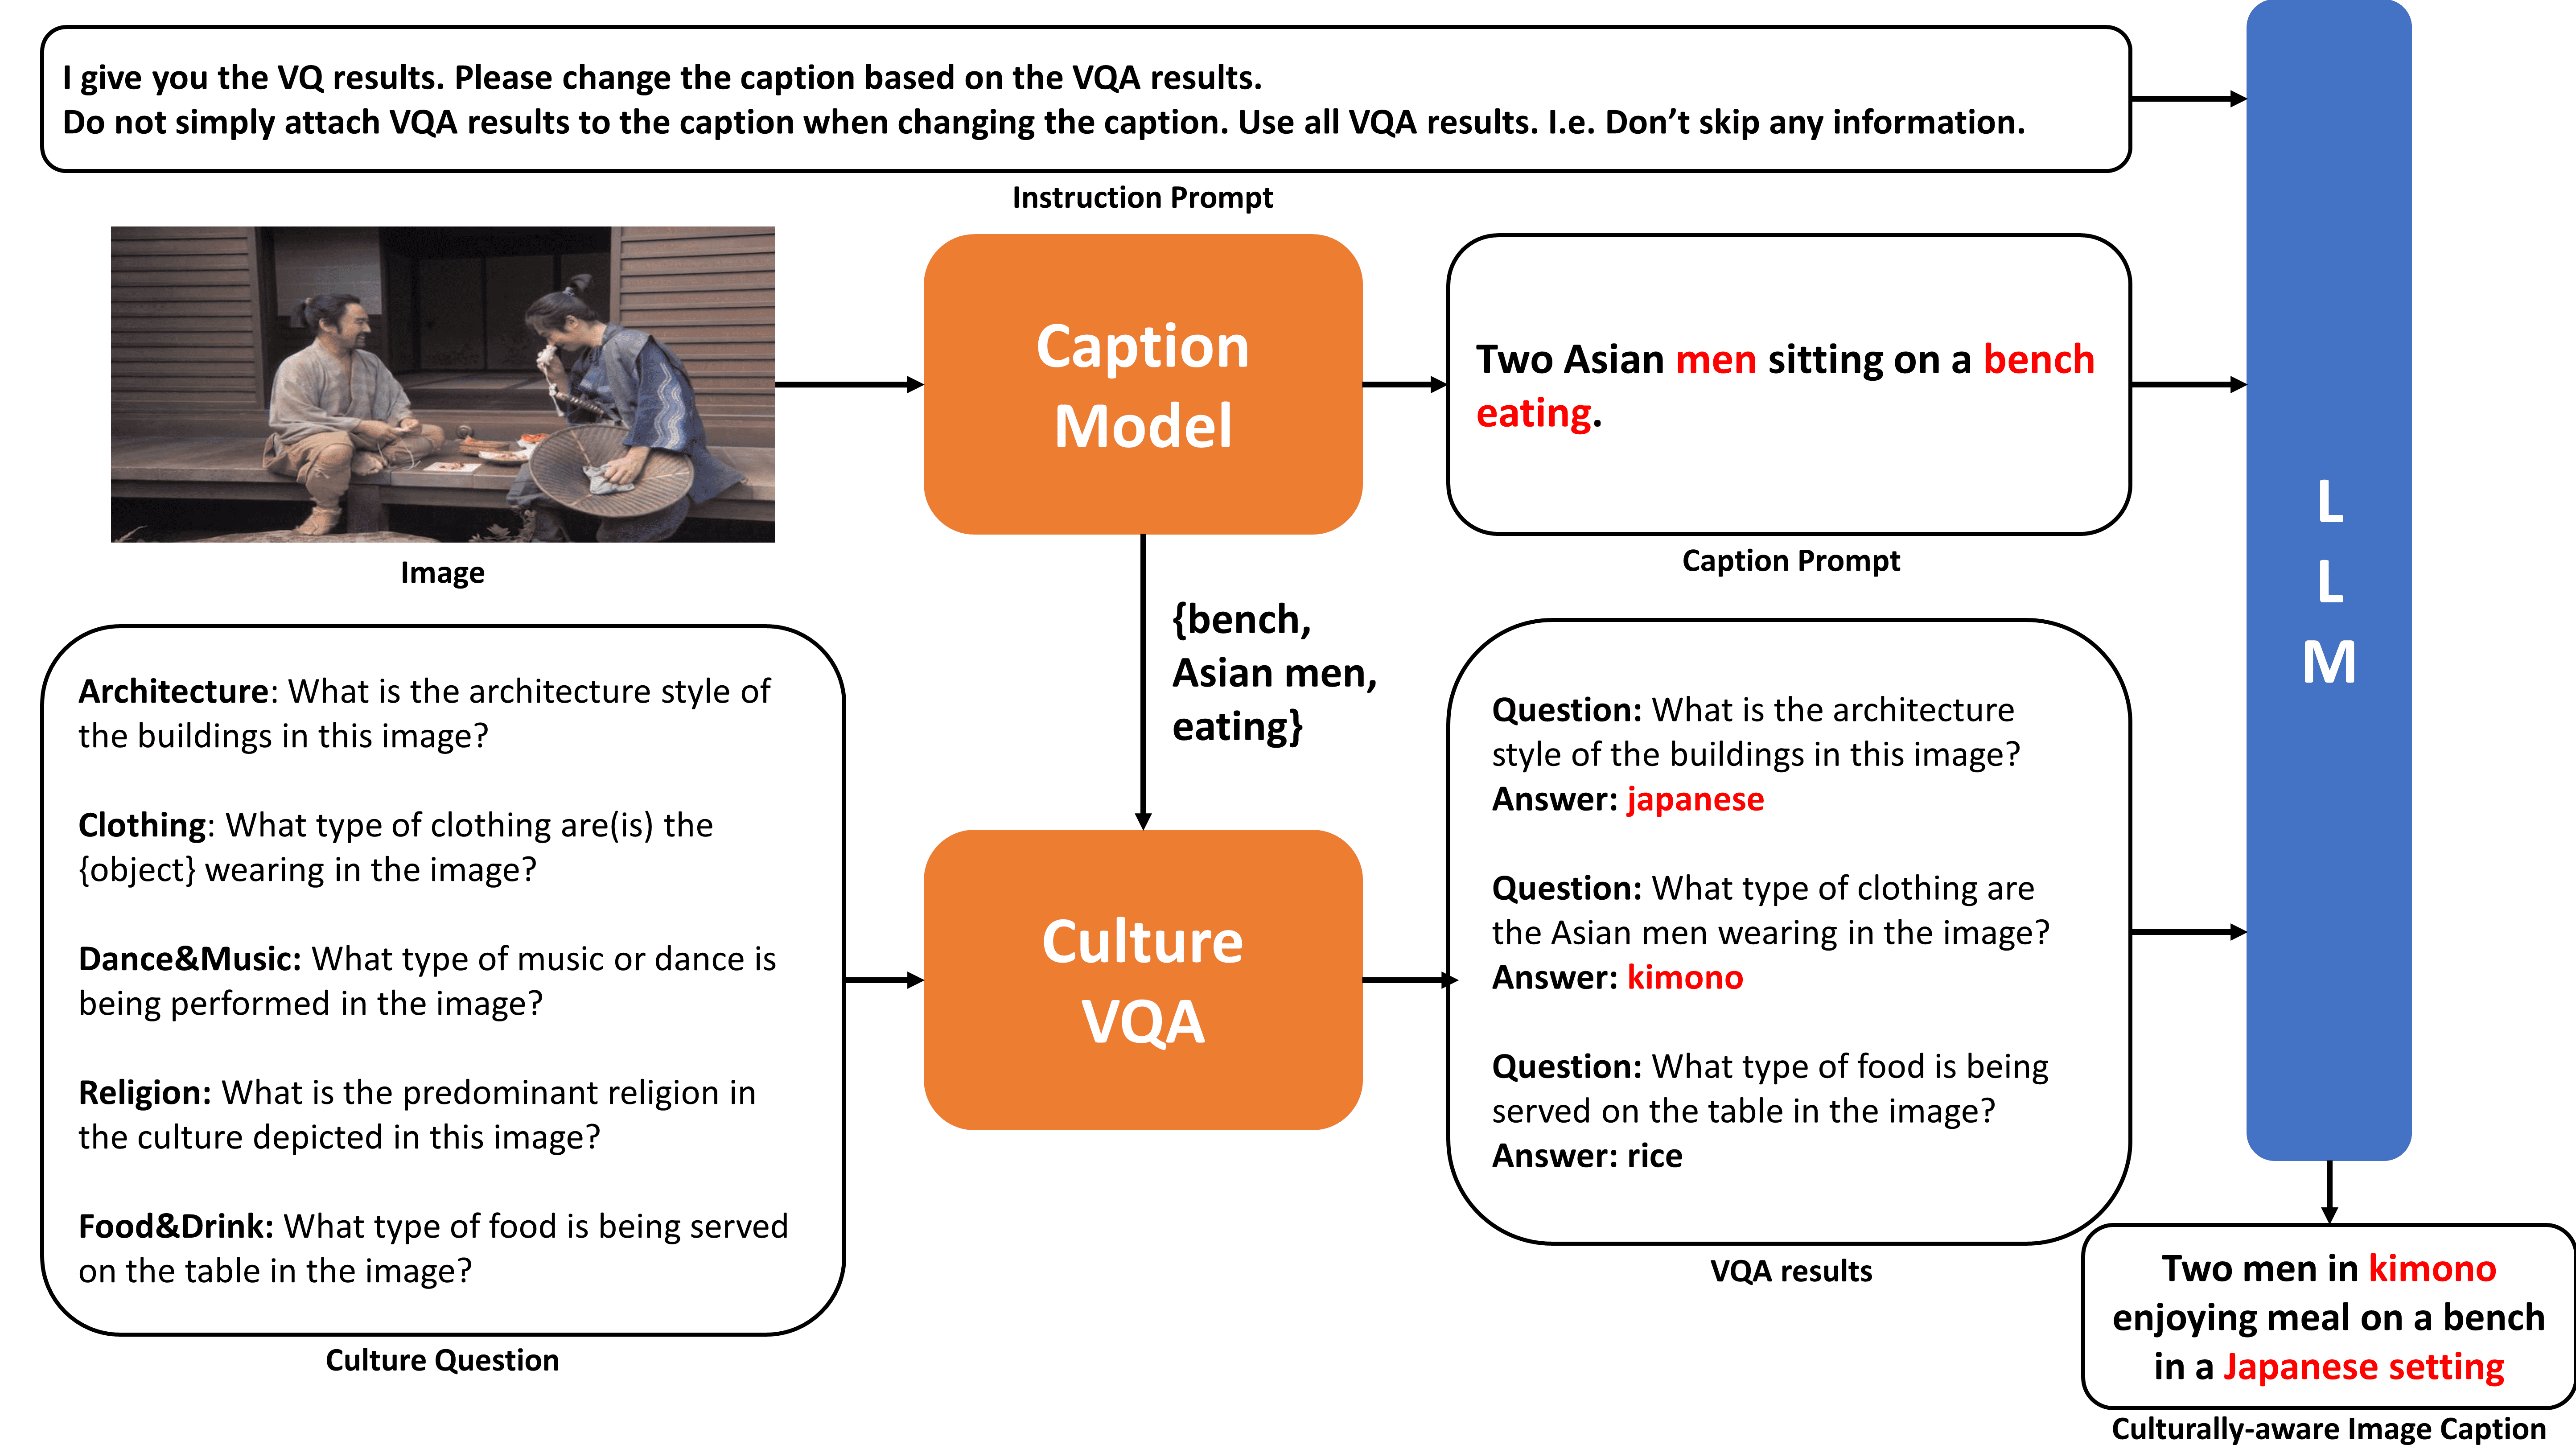 I give you the VQ results. Please change the caption based on the VQA results.
Do not simply attach VQA results to the caption when changing the caption. Use all VQA results. I.e. Don’t skip any information.
Instruction Prompt
Image
Caption
Model
Two Asian men sitting on a bench
eating.
Caption Prompt
{bench,
Asian men,
eating}
Architecture: What is the architecture style of
the buildings in this image?
Clothing: What type of clothing are(is) the
{object} wearing in the image?
Dance&Music: What type of music or dance is
being performed in the image?
Religion: What is the predominant religion in
the culture depicted in this image?
Food&Drink: What type of food is being served
on the table in the image?
Culture Question
Culture
VQA
Question: What is the architecture
style of the buildings in this image?
Answer: japanese
Question: What type of clothing are
the Asian men wearing in the image?
Answer: kimono
Question: What type of food is being
served on the table in the image?
Answer: rice
VQA results
L
L
M
Two men in kimono
enjoying meal on a bench
in a Japanese setting
Culturally-aware Image Caption